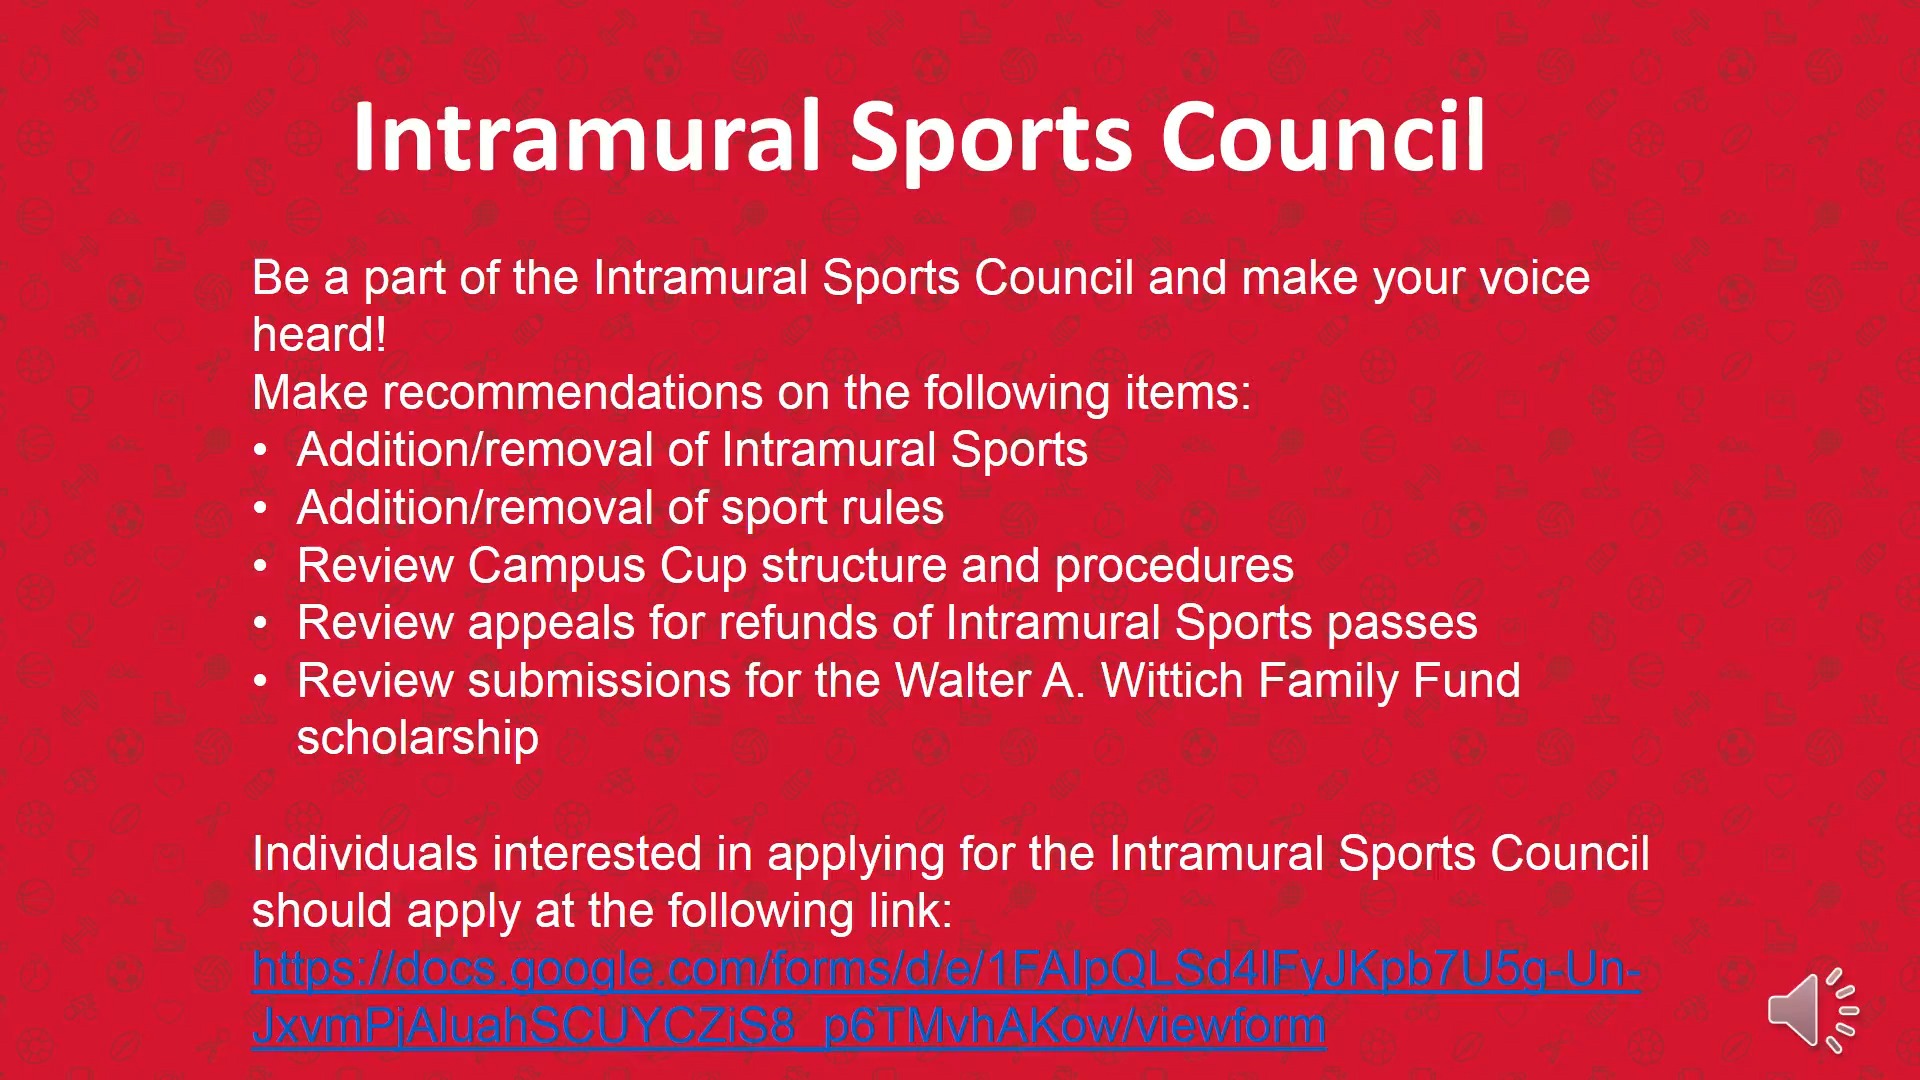 Intramural Sports Council
Be a part of the Intramural Sports Council and make your voice
heard!
Make recommendations on the following items:
• Addition/removal of Intramural Sports
• Addition/removal of sport rules
• Review Campus Cup structure and procedures
• Review appeals for refunds of Intramural Sports passes
• Review submissions for the Walter A. Wittich Family Fund
scholarship
Individuals interested in applying for the Intramural Sports Council
should apply at the following link:
https://docs.google.com/forms/d/e/1FAIpQLSd4lFyJKpb7U5g-Un-
JxvmPjAluahSCUYCZiS8_p6TMvhAKow/viewform